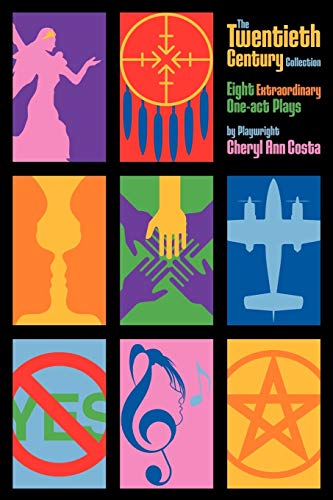 The
Twentieth
Century Collection
Eight Extraordinary
One-act Plays
by Playwright
Cheryl Ann Costa
YES